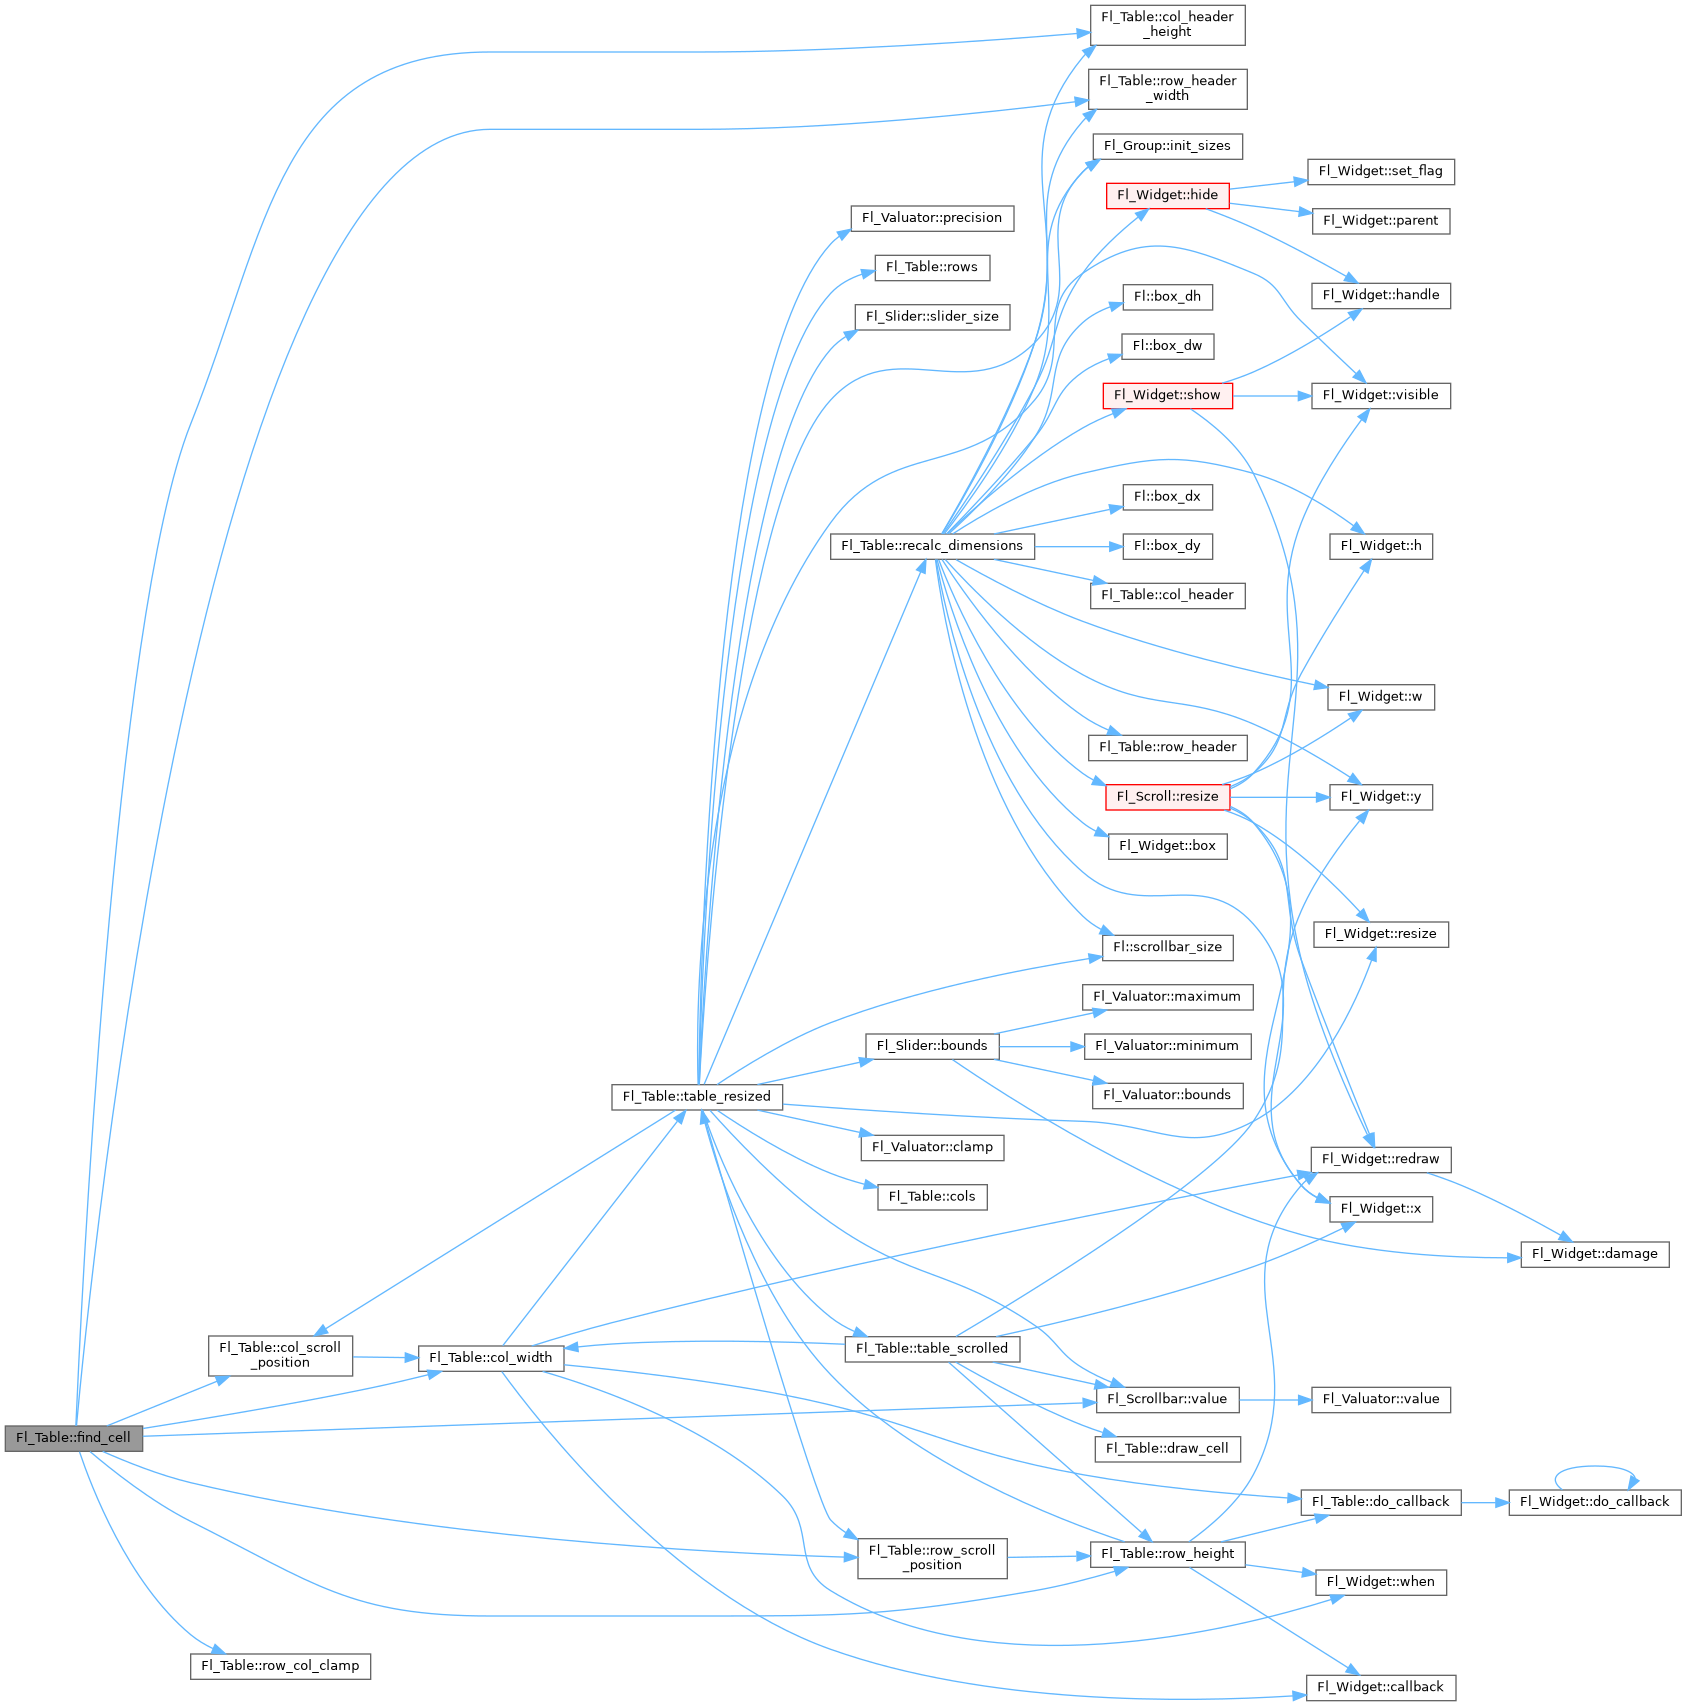 Fl_Table::col_header
_height
Fl_Table::row_header
_width
Fl_Group::init_sizes
Fl_Widget::set_flag
Fl_Widget::hide
Fl_Valuator::precision
Fl_Widget::parent
Fl_Table::rows
Fl::box_dh
Fl_Widget::handle
Fl_Slider::slider_size
Fl::box_dw
Fl_Widget::show
Fl_Widget::visible
Fl::box_dx
Fl_Table::recalc_dimensions
Fl::box_dy
Fl_Widget::h
Fl_Table::col_header
Fl_Widget::w
Fl_Table::row_header
Fl_Scroll::resize
Fl_Widget::y
Fl_Widget::box
Fl_Widget::resize
Fl::scrollbar_size
Fl_Valuator::maximum
Fl_Slider::bounds
Fl_Valuator::minimum
Fl_Table::table_resized
Fl_Valuator::bounds
Fl_Valuator::clamp
Fl_Widget::redraw
Fl_Table::cols
Fl_Widget::x
Fl_Widget::damage
Fl_Table::col_scroll
_position
Fl_Table::col_width
Fl_Table::table_scrolled
Fl_Scrollbar::value
Fl_Valuator::value
Fl_Table::find_cell
Fl_Table::draw_cell
Fl_Table::do_callback
Fl_Widget::do_callback
Fl_Table::row_scroll
_position
Fl_Table::row_height
Fl_Widget::when
Fl_Table::row_col_clamp
Fl_Widget::callback